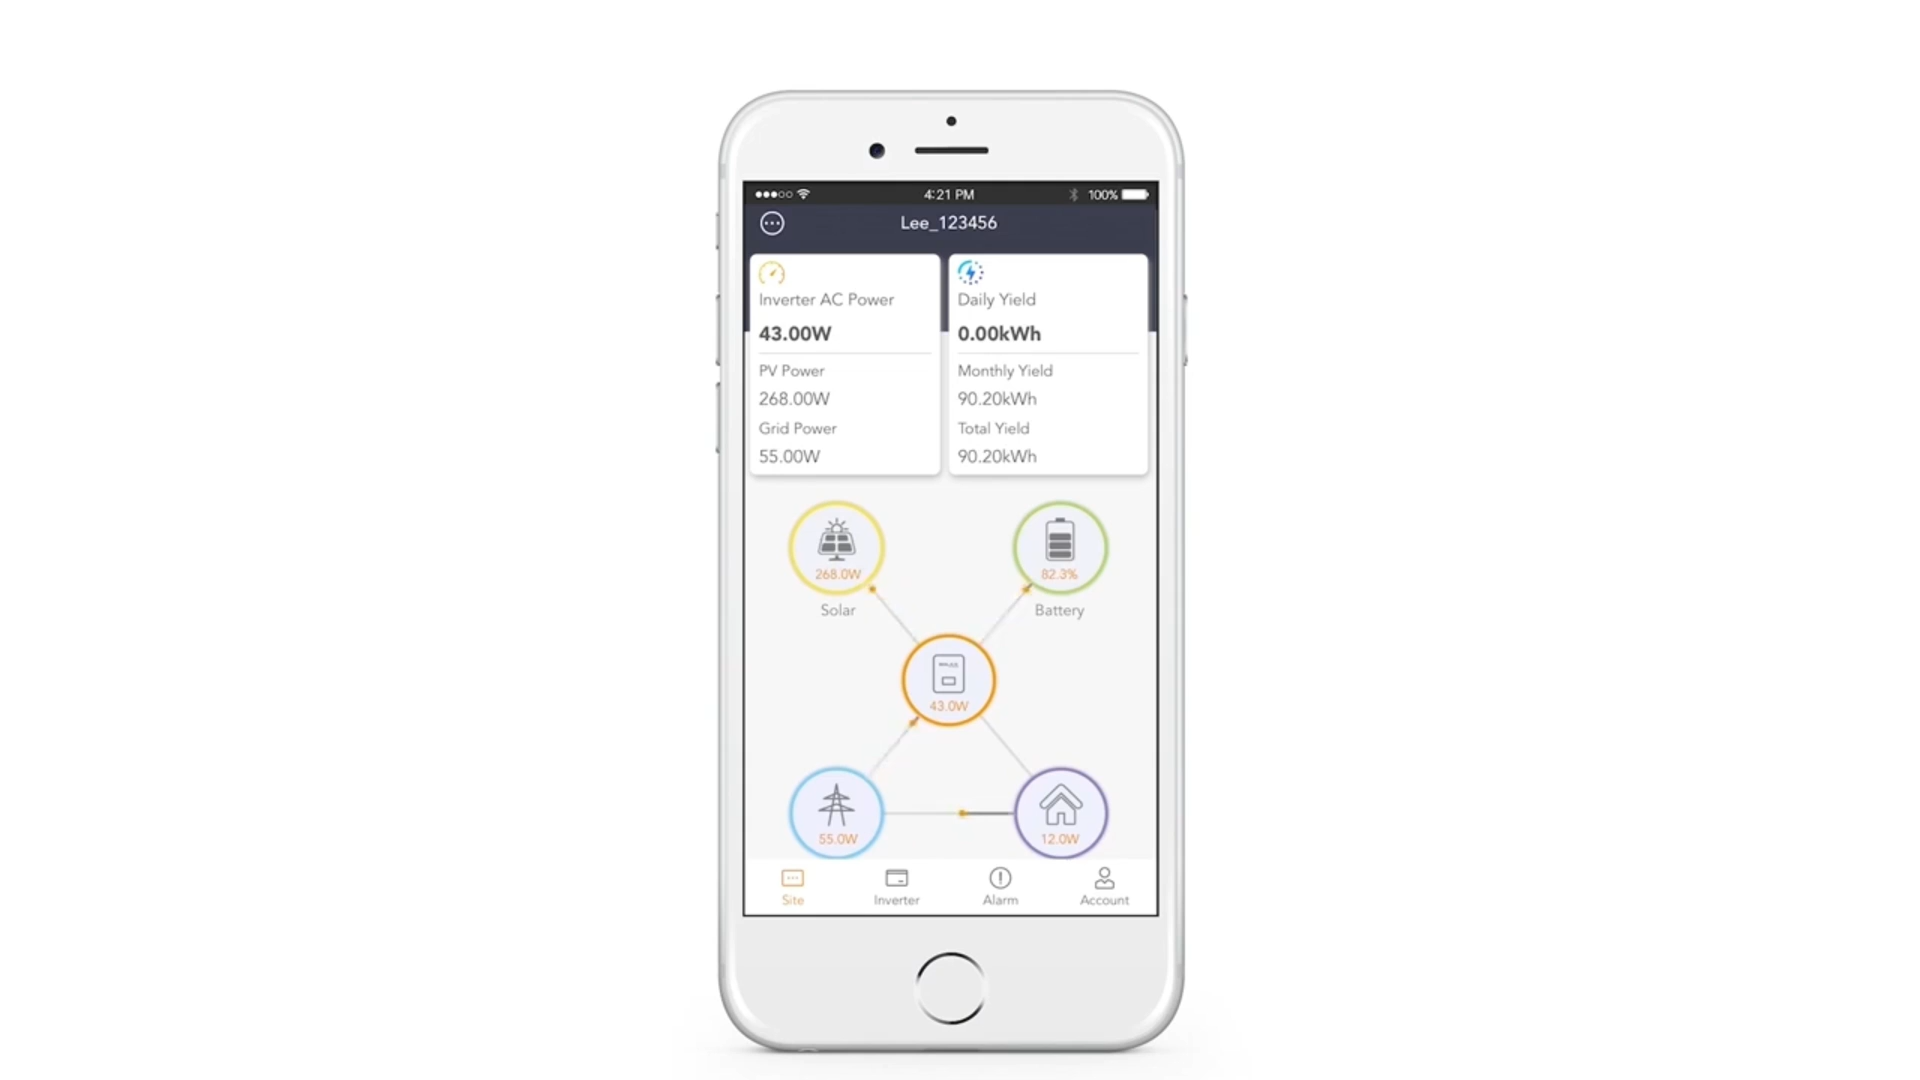 4:21 PM
100%
Lee_123456
Inverter AC Power
43.00W
PV Power
268.00W
Grid Power
55.00W
Daily Yield
0.00kWh
Monthly Yield
90.20kWh
Total Yield
90.20kWh
268.0W
Solar
82.3%
Battery
43.0W
55.0W
12.0W
Site
Inverter
Alarm
Account